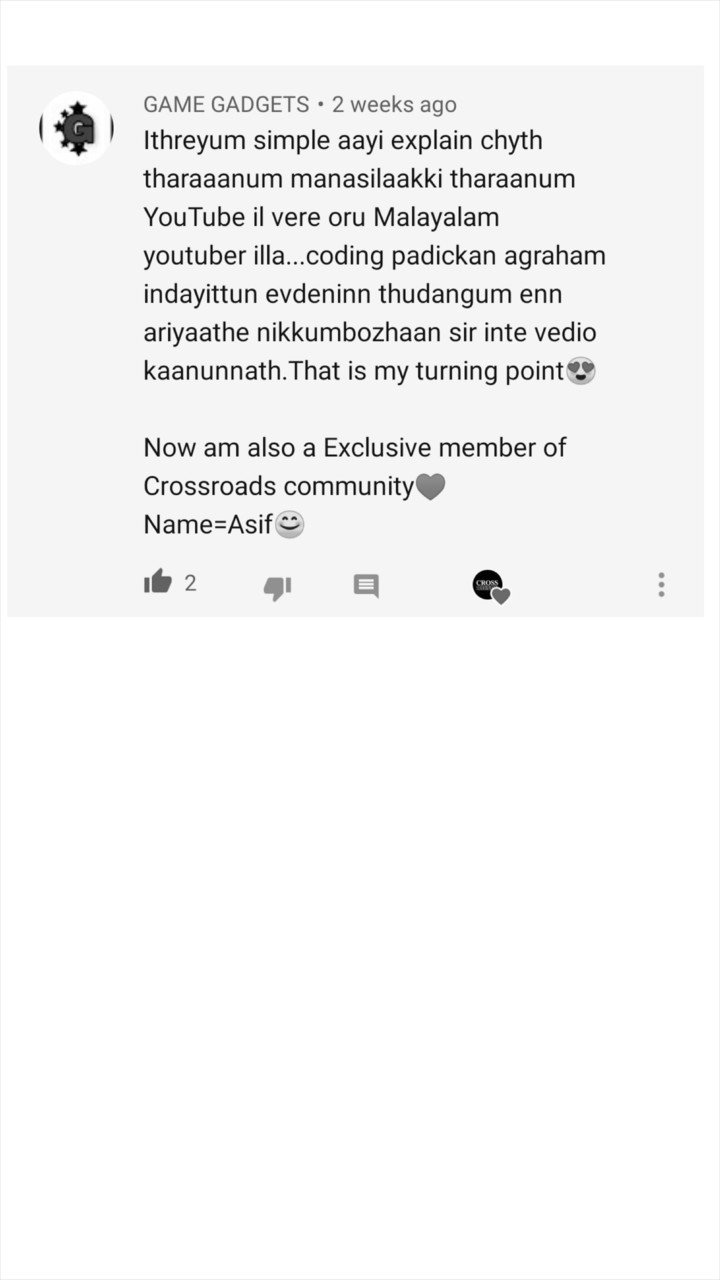 GAME GADGETS • 2 weeks ago
Ithreyum simple aayi explain chyth
tharaaanum manasilaakki tharaanum
YouTube il vere oru Malayalam
youtuber illa...coding padickan agraham
indayittun evdeninn thudangum enn
ariyaathe nikkumbozhaan sir inte vedio
kaanunnath.That is my turning point😍
Now am also a Exclusive member of
Crossroads community❤
Name=Asif😊
2
CROSS